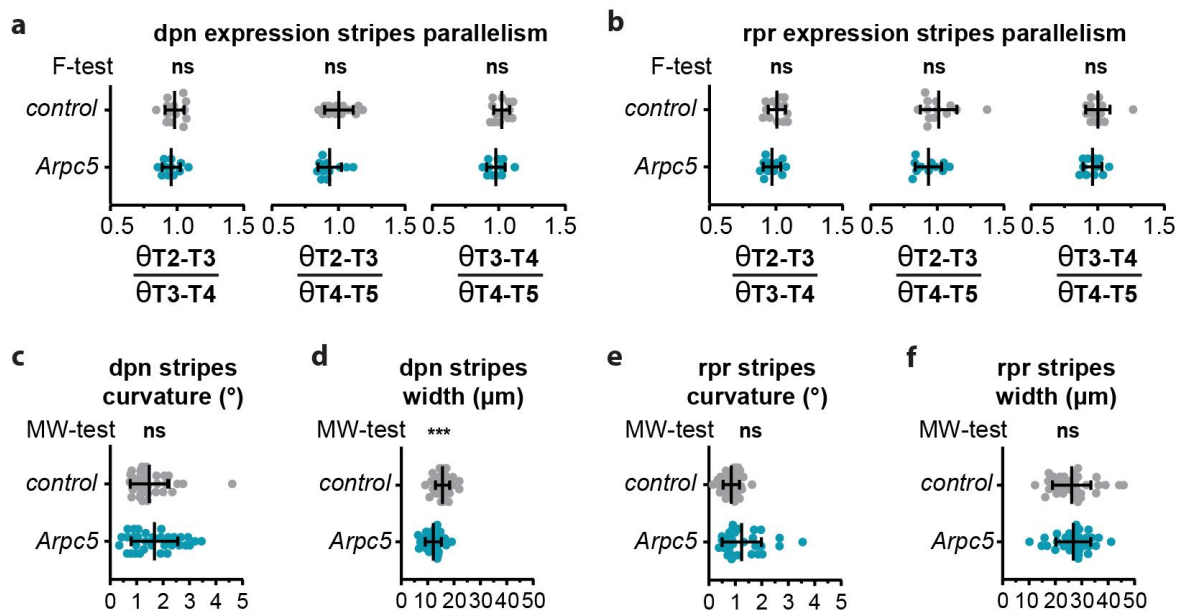 a
dpn expression stripes parallelism
F-test ns ns ns
control
Arpc5
0.5 1.0 1.5 0.5 1.0 1.5 0.5 1.0 1.5
θT2-T3 θT2-T3 θT3-T4
θT3-T4 θT4-T5 θT4-T5
b
rpr expression stripes parallelism
F-test ns ns ns
control
Arpc5
0.5 1.0 1.5 0.5 1.0 1.5 0.5 1.0 1.5
θT2-T3 θT2-T3 θT3-T4
θT3-T4 θT4-T5 θT4-T5
c
dpn stripes
curvature (°)
MW-test ns
control
Arpc5
0 1 2 3 4 5
d
dpn stripes
width (µm)
MW-test ***
control
Arpc5
0 10 20 30 40 50
e
rpr stripes
curvature (°)
MW-test ns
control
Arpc5
0 1 2 3 4 5
f
rpr stripes
width (µm)
MW-test ns
control
Arpc5
0 10 20 30 40 50